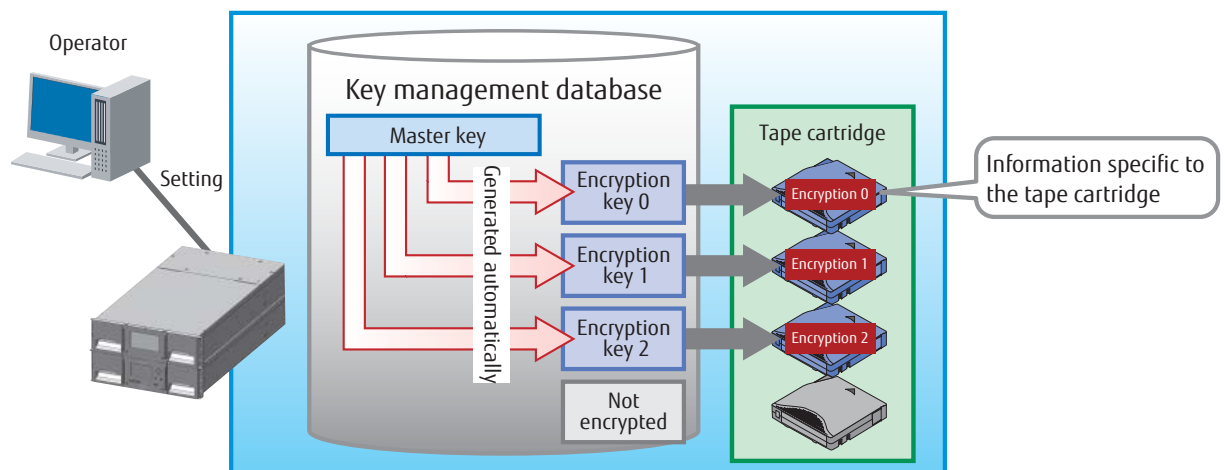 Operator
Setting
Key management database
Master key
Generated automatically
Encryption
key 0
Encryption
key 1
Encryption
key 2
Not
encrypted
Tape cartridge
Encryption 0
Encryption 1
Encryption 2
Information specific to
the tape cartridge